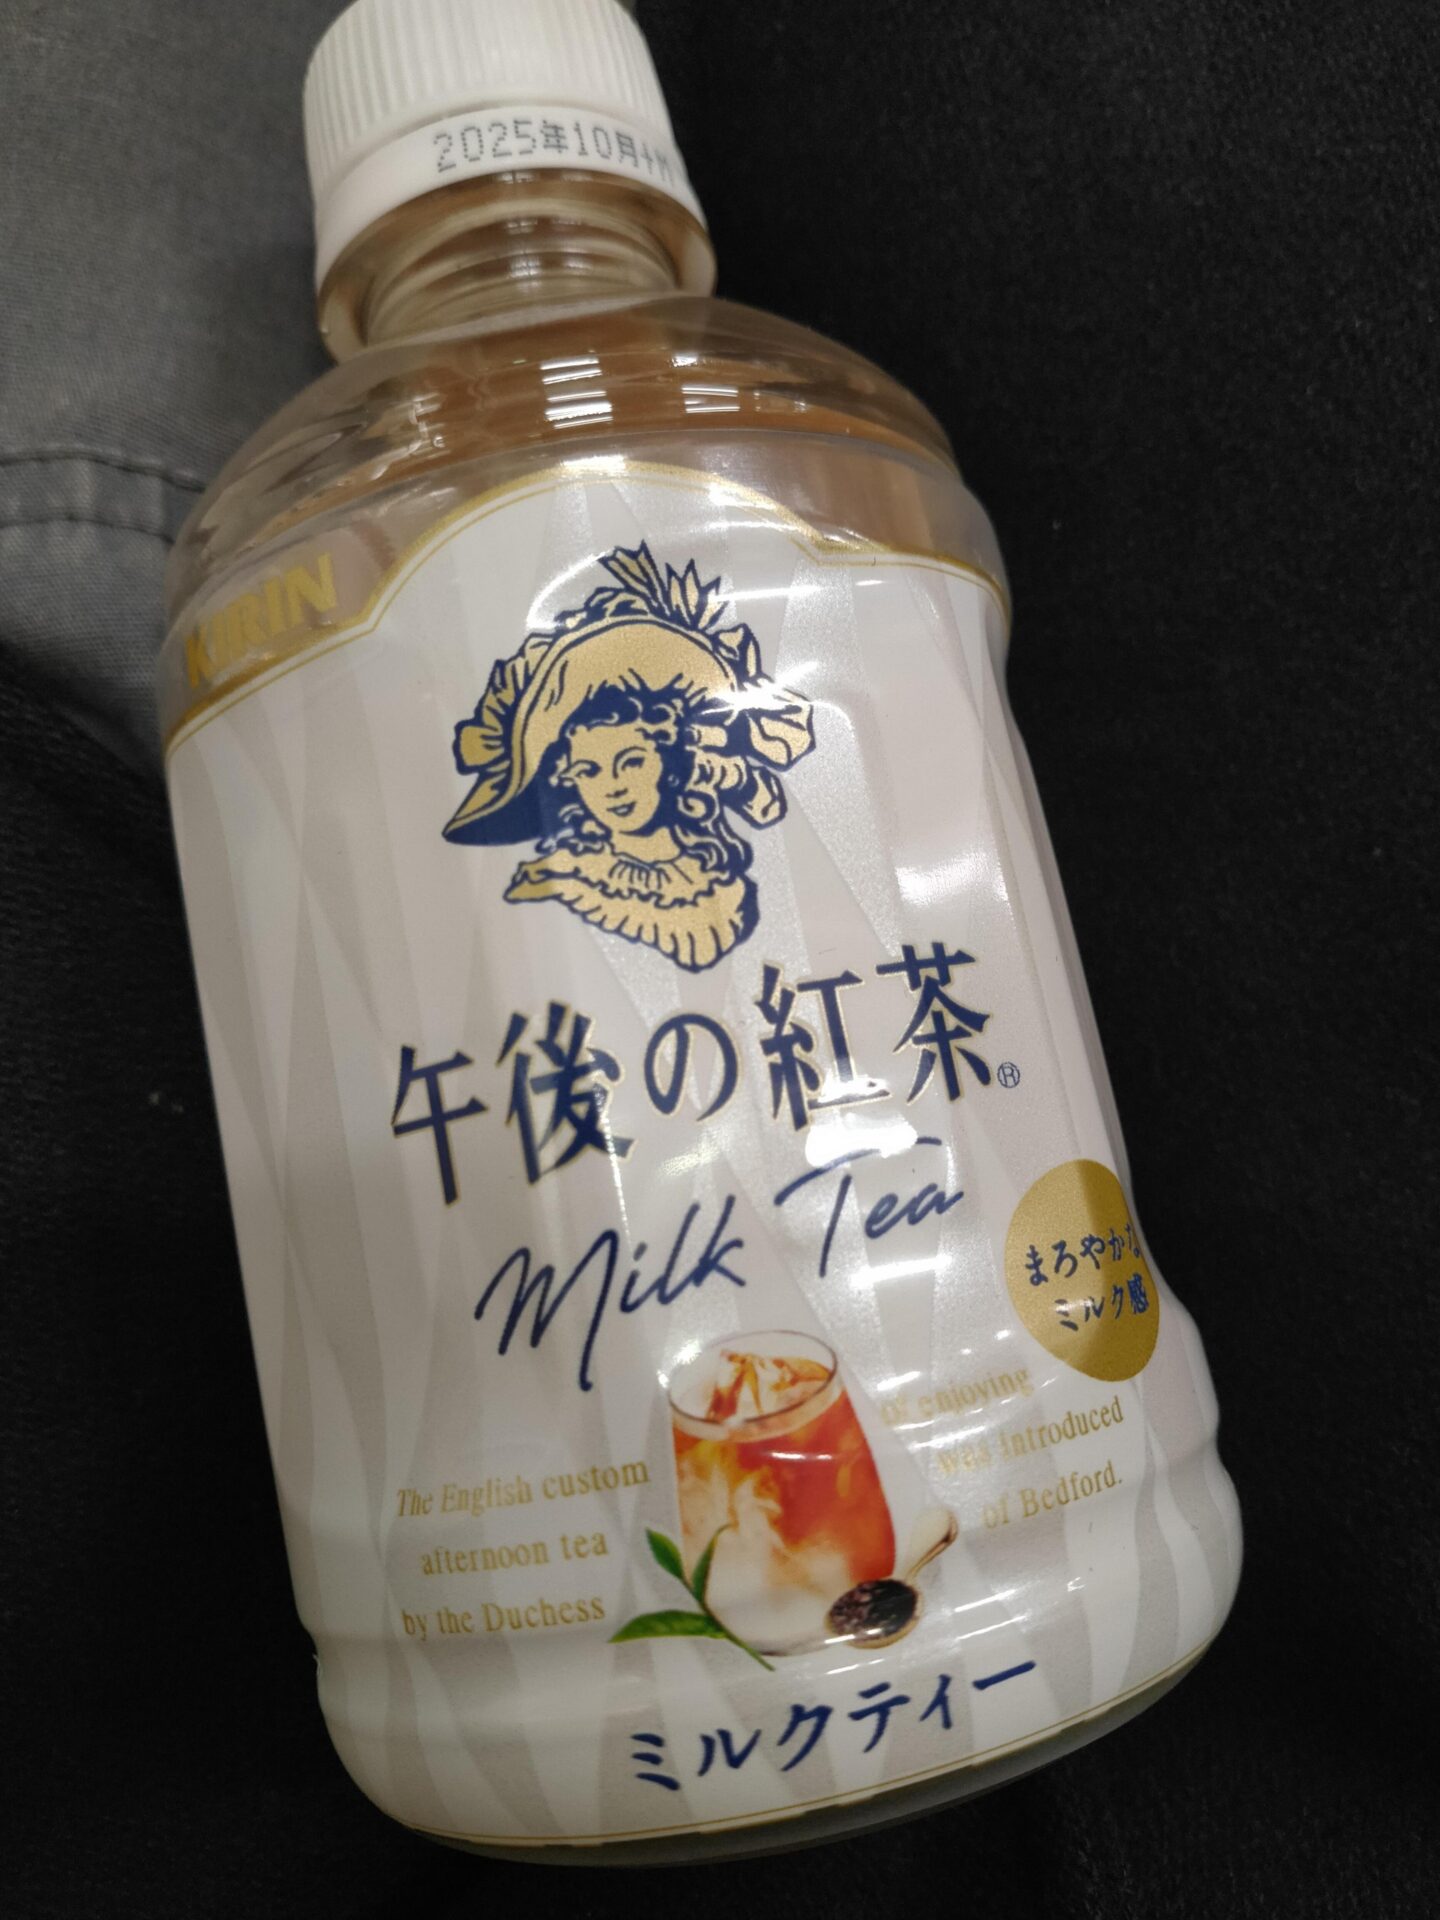 2025年10月
KIRIN
午後の紅茶®
Milk Tea
まろやかな
ミルク感
The English custom of enjoying
afternoon tea was introduced
by the Duchess of Bedford.
ミルクティー